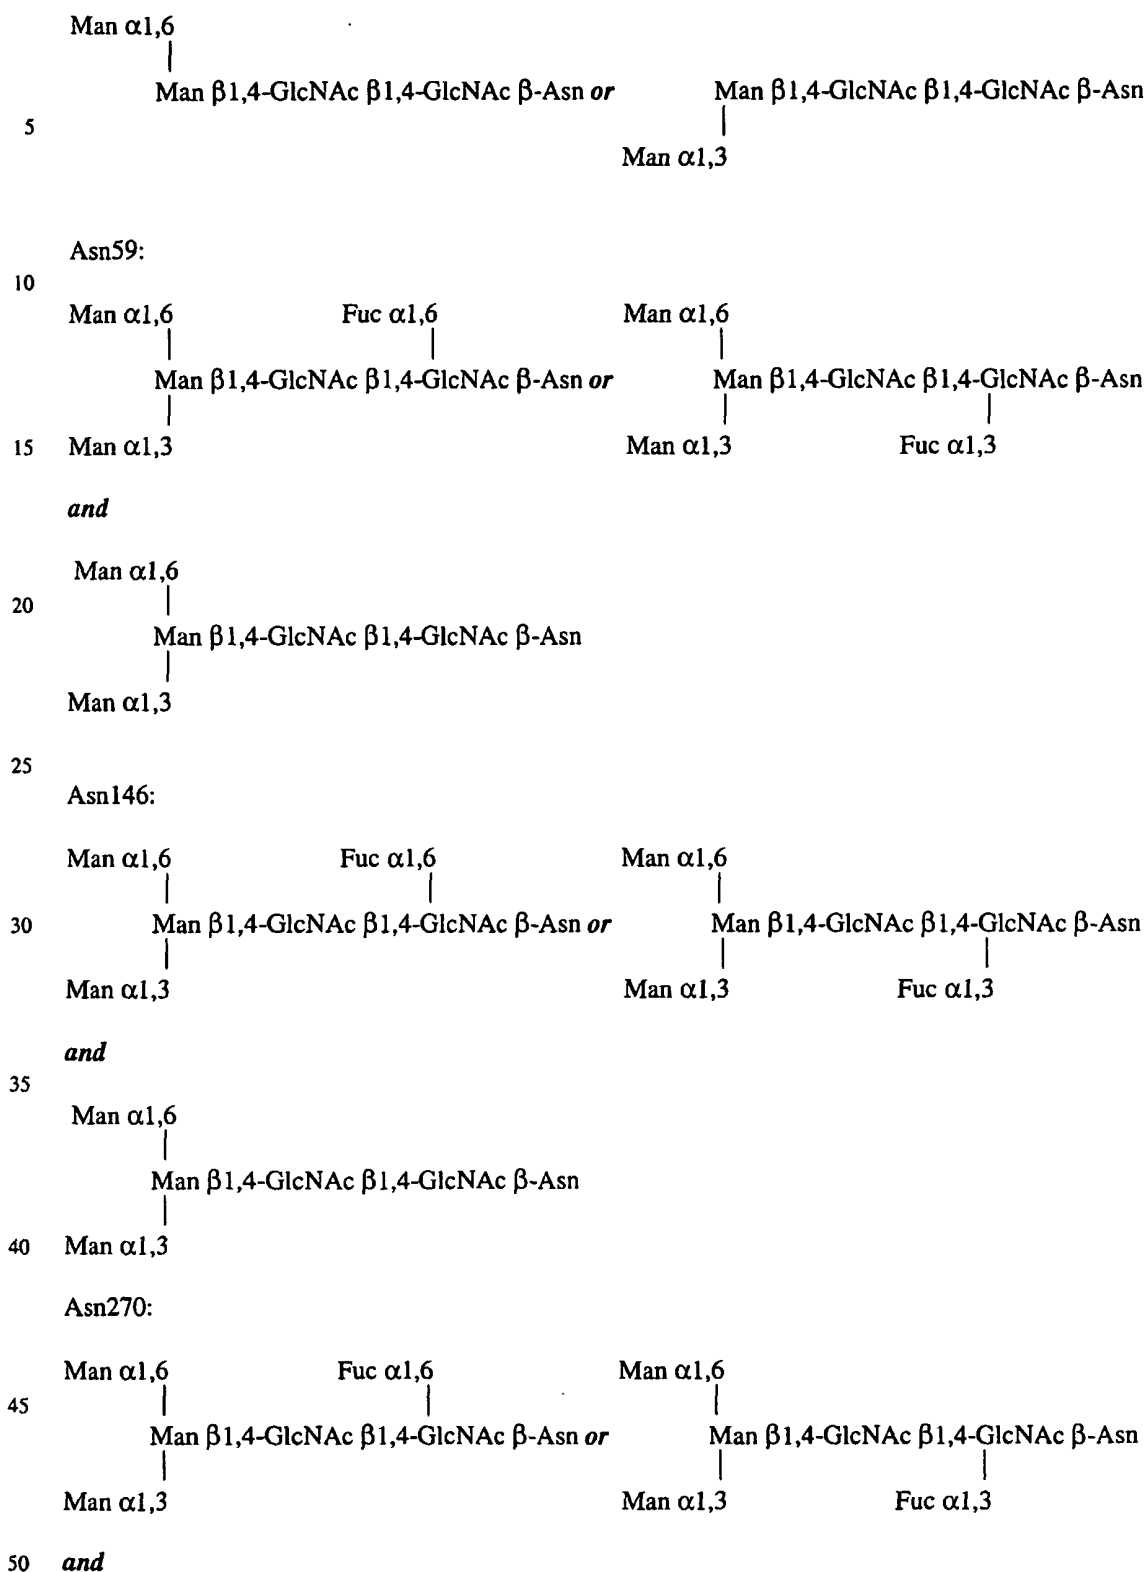 Man α1,6
Man β1,4-GlcNAc β1,4-GlcNAc β-Asn or Man β1,4-GlcNAc β1,4-GlcNAc β-Asn
5
Man α1,3
Asn59:
10
Man α1,6 Fuc α1,6 Man α1,6
Man β1,4-GlcNAc β1,4-GlcNAc β-Asn or Man β1,4-GlcNAc β1,4-GlcNAc β-Asn
15 Man α1,3 Man α1,3 Fuc α1,3
and
Man α1,6
20
Man β1,4-GlcNAc β1,4-GlcNAc β-Asn
Man α1,3
25
Asn146:
Man α1,6 Fuc α1,6 Man α1,6
30 Man β1,4-GlcNAc β1,4-GlcNAc β-Asn or Man β1,4-GlcNAc β1,4-GlcNAc β-Asn
Man α1,3 Man α1,3 Fuc α1,3
and
35
Man α1,6
Man β1,4-GlcNAc β1,4-GlcNAc β-Asn
40 Man α1,3
Asn270:
Man α1,6 Fuc α1,6 Man α1,6
45
Man β1,4-GlcNAc β1,4-GlcNAc β-Asn or Man β1,4-GlcNAc β1,4-GlcNAc β-Asn
Man α1,3 Man α1,3 Fuc α1,3
50 and